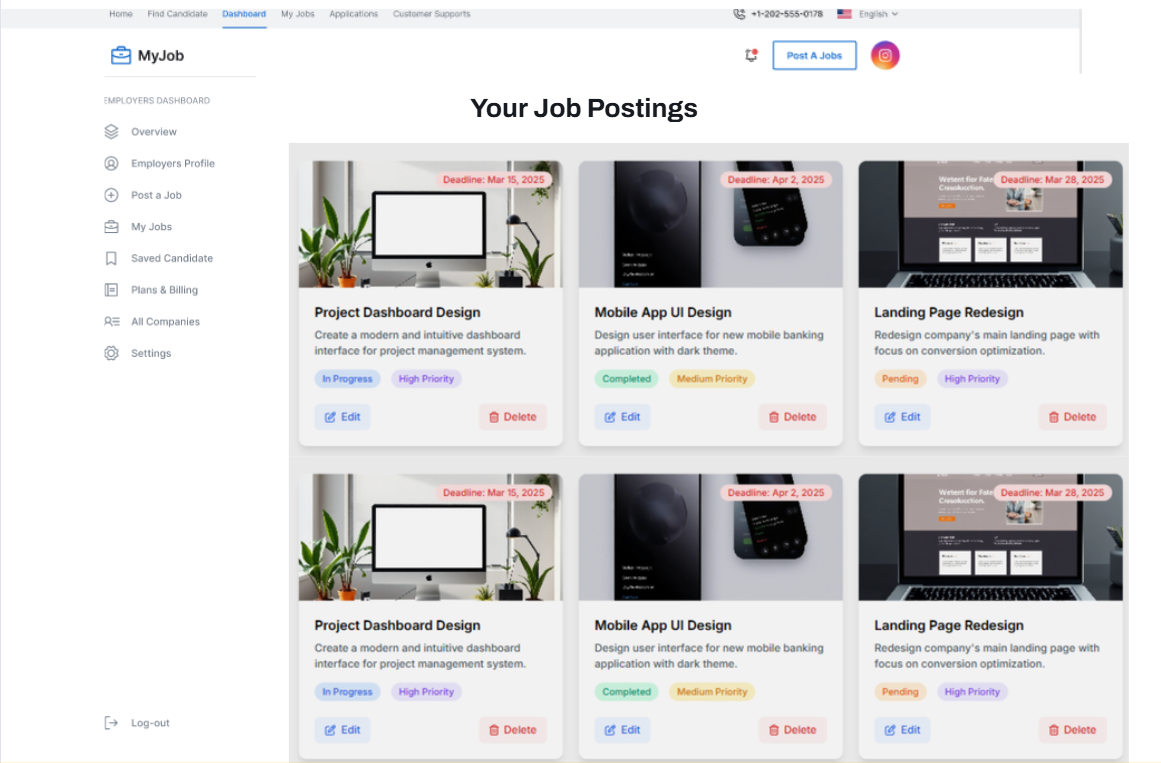 Home Find Candidate Dashboard My Jobs Applications Customer Supports +1-202-555-0178 English
MyJob Post A Jobs
EMPLOYERS DASHBOARD
Overview
Employers Profile
Post a Job
My Jobs
Saved Candidate
Plans & Billing
All Companies
Settings
Log-out
Your Job Postings
Deadline: Mar 15, 2025
Project Dashboard Design
Create a modern and intuitive dashboard
interface for project management system.
In Progress High Priority
Edit Delete
Deadline: Apr 2, 2025
Mobile App UI Design
Design user interface for new mobile banking
application with dark theme.
Completed Medium Priority
Edit Delete
Deadline: Mar 28, 2025
Landing Page Redesign
Redesign company's main landing page with
focus on conversion optimization.
Pending High Priority
Edit Delete
Deadline: Mar 15, 2025
Project Dashboard Design
Create a modern and intuitive dashboard
interface for project management system.
In Progress High Priority
Edit Delete
Deadline: Apr 2, 2025
Mobile App UI Design
Design user interface for new mobile banking
application with dark theme.
Completed Medium Priority
Edit Delete
Deadline: Mar 28, 2025
Landing Page Redesign
Redesign company's main landing page with
focus on conversion optimization.
Pending High Priority
Edit Delete